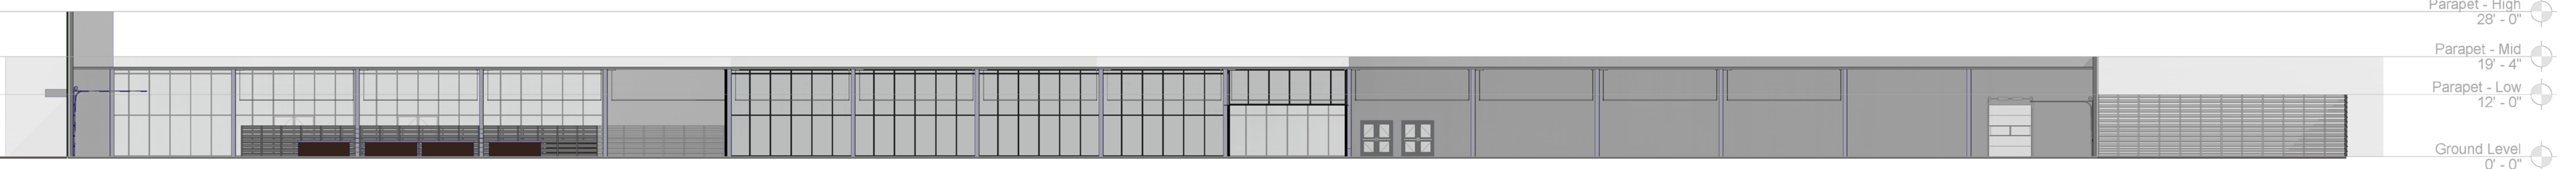 Parapet - High
28' - 0"
Parapet - Mid
19' - 4"
Parapet - Low
12' - 0"
Ground Level
0' - 0"